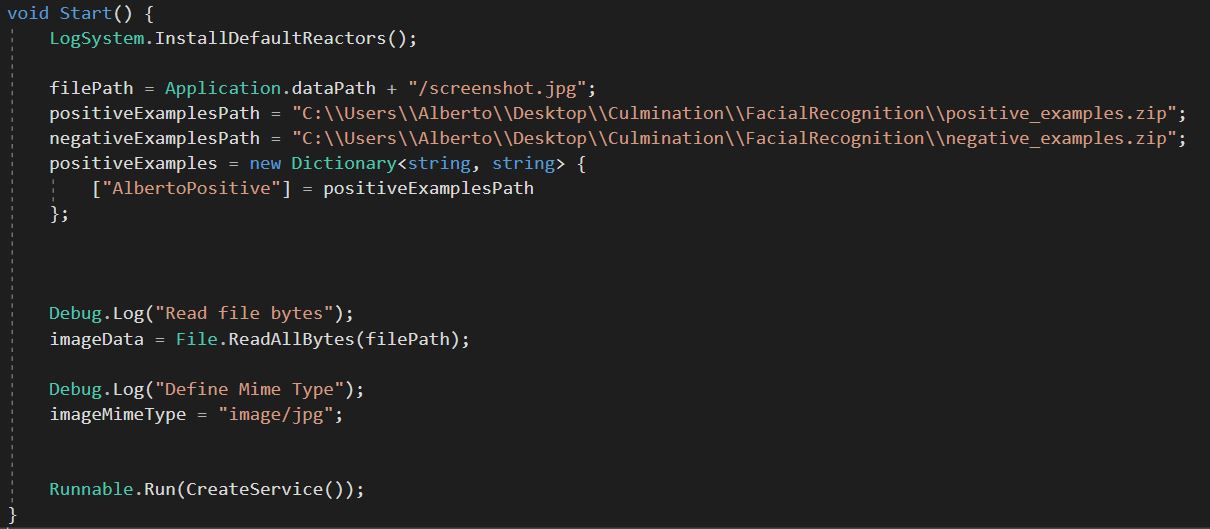 void Start() {
LogSystem.InstallDefaultReactors();
filePath = Application.dataPath + "/screenshot.jpg";
positiveExamplesPath = "C:\\Users\\Alberto\\Desktop\\Culmination\\FacialRecognition\\positive_examples.zip";
negativeExamplesPath = "C:\\Users\\Alberto\\Desktop\\Culmination\\FacialRecognition\\negative_examples.zip";
positiveExamples = new Dictionary<string, string> {
["AlbertoPositive"] = positiveExamplesPath
};
Debug.Log("Read file bytes");
imageData = File.ReadAllBytes(filePath);
Debug.Log("Define Mime Type");
imageMimeType = "image/jpg";
Runnable.Run(CreateService());
}